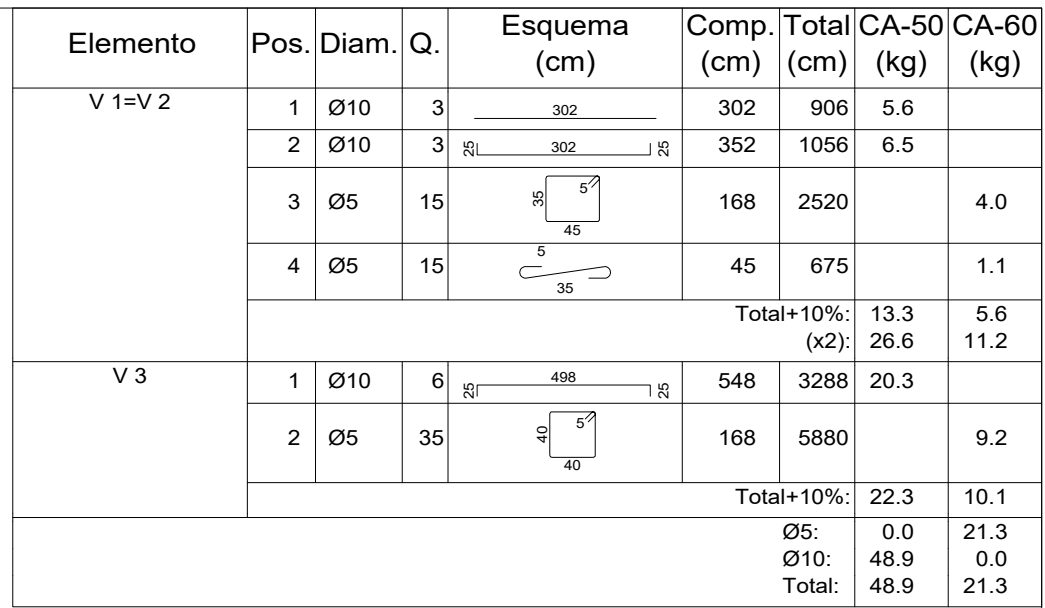 Elemento Pos. Diam. Q. Esquema (cm) Comp. (cm) Total (cm) CA-50 (kg) CA-60 (kg)
V 1=V 2 1 Ø10 3 302 302 906 5.6
2 Ø10 3 25 302 25 352 1056 6.5
3 Ø5 15 35 5 45 168 2520 4.0
4 Ø5 15 5 35 45 675 1.1
Total+10%: 13.3 5.6
(x2): 26.6 11.2
V 3 1 Ø10 6 25 498 25 548 3288 20.3
2 Ø5 35 40 5 40 168 5880 9.2
Total+10%: 22.3 10.1
Ø5: 0.0 21.3
Ø10: 48.9 0.0
Total: 48.9 21.3